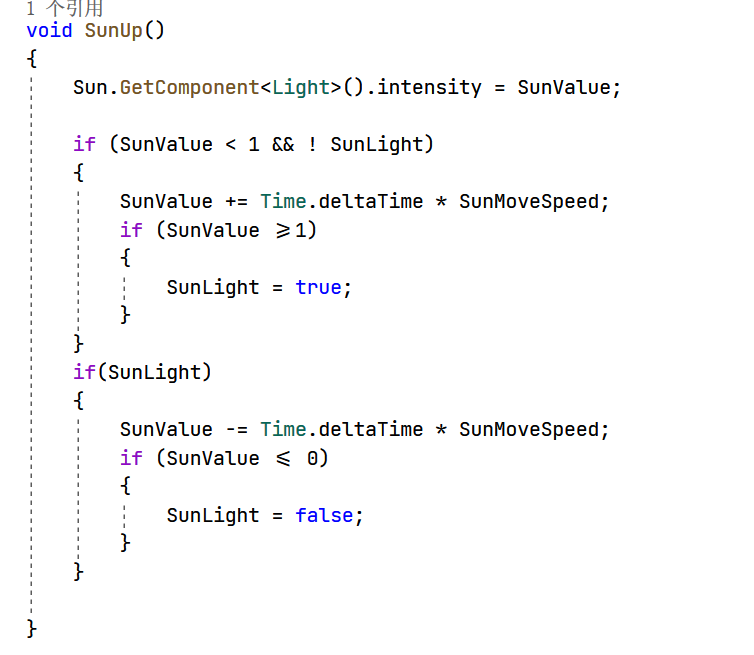 1 个引用
void SunUp()
{
Sun.GetComponent<Light>().intensity = SunValue;
if (SunValue < 1 && ! SunLight)
{
SunValue += Time.deltaTime * SunMoveSpeed;
if (SunValue ⩾1)
{
SunLight = true;
}
}
if(SunLight)
{
SunValue -= Time.deltaTime * SunMoveSpeed;
if (SunValue ⩽ 0)
{
SunLight = false;
}
}
}